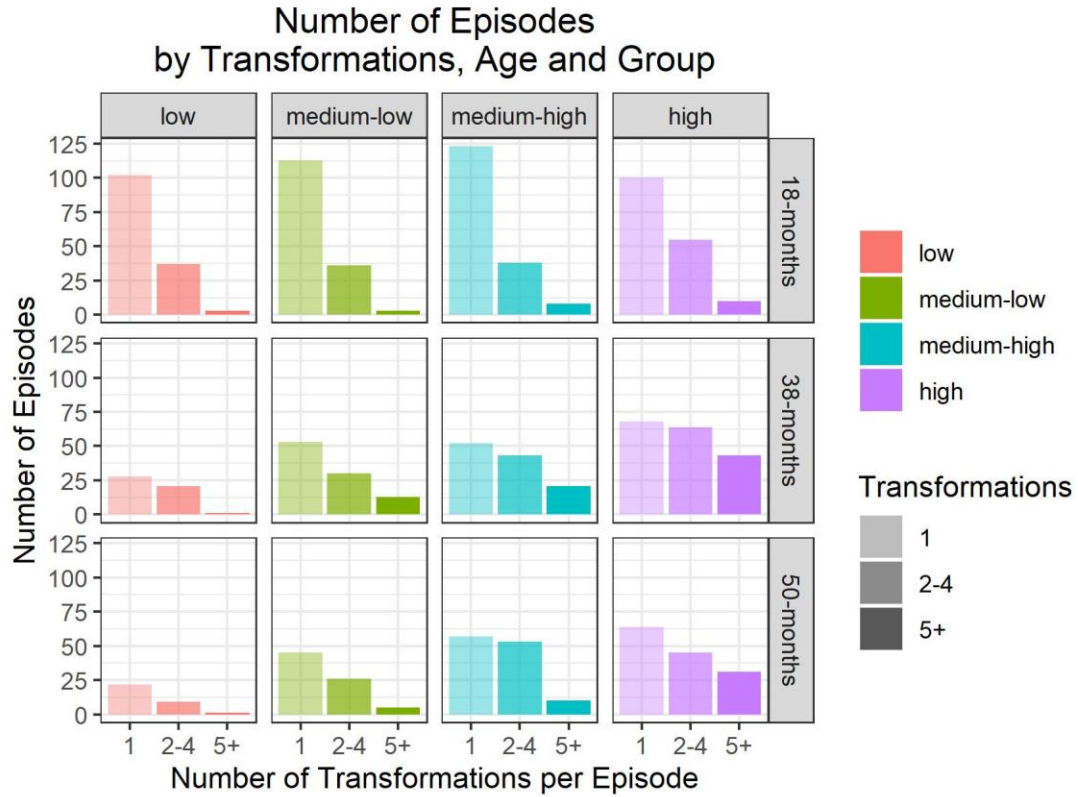 Number of Episodes
by Transformations, Age and Group
low
medium-low
medium-high
high
Number of Episodes
125
100
75
50
25
0
18-months
125
100
75
50
25
0
38-months
125
100
75
50
25
0
50-months
1
2-4
5+
1
2-4
5+
1
2-4
5+
1
2-4
5+
Number of Transformations per Episode
low
medium-low
medium-high
high
Transformations
1
2-4
5+